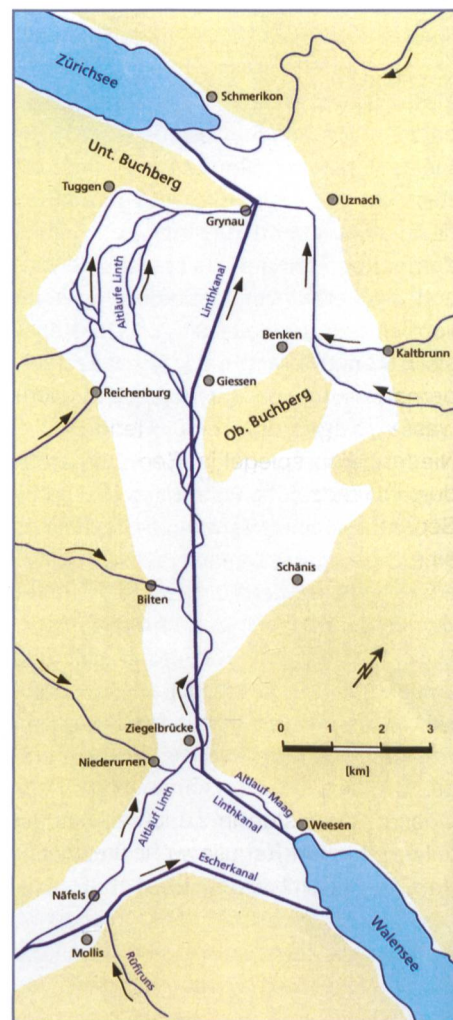 Zürichsee
Schmerikon
Unt. Buchberg
Tuggen
Uznach
Grynau
Altläufe Linth
Linthkanal
Benken
Kaltbrunn
Giessen
Reichenburg
Ob. Buchberg
Schänis
Bilten
N
Ziegelbrücke
0 1 2 3
[km]
Niederurnen
Altlauf Maag
Linthkanal
Weesen
Altlauf Linth
Escherkanal
Näfels
Walensee
Mollis
Rüfiruns